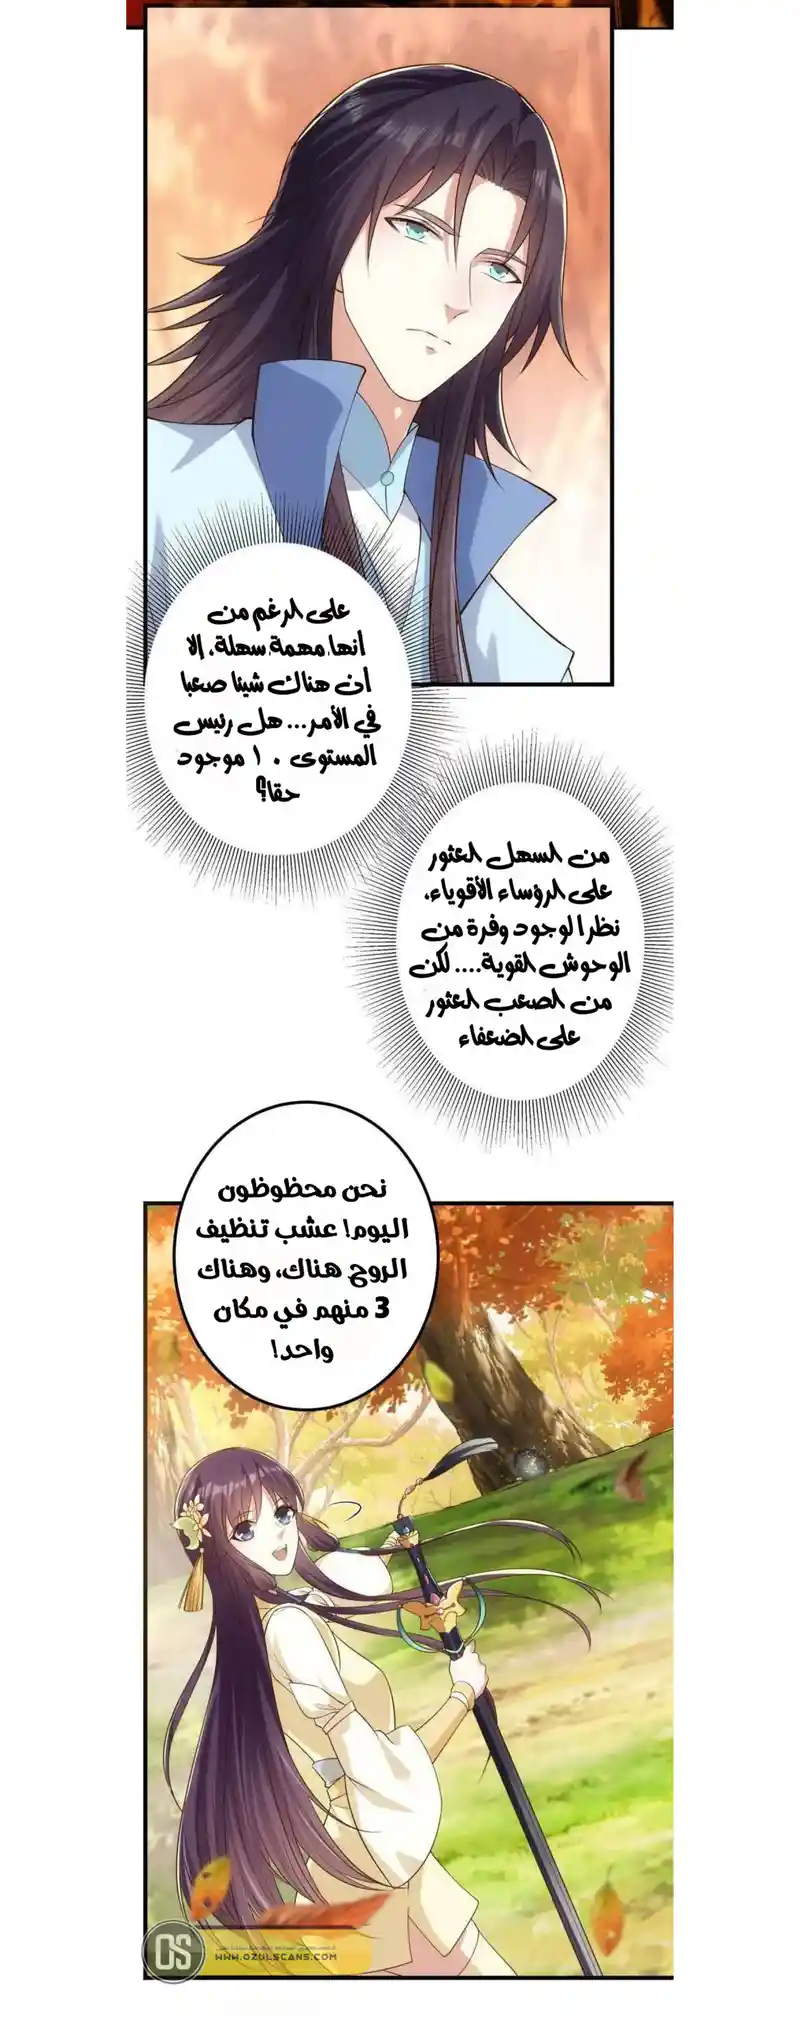 على الرغم من
أنها مهمة سهلة، إلا
أن هناك شيئا صعبا
في الأمر... هل رئيس
المستوى ١٠ موجود
حقا؟
من السهل العثور
على الرؤساء الأقوياء،
نظرا لوجود وفرة من
الوحوش القوية.... لكن
من الصعب العثور
على الضعفاء
نحن محظوظون
اليوم! عشب تنظيف
الروح هناك، وهناك
3 منهم في مكان
واحد!
OS
WWW.OZULSCANS.COM